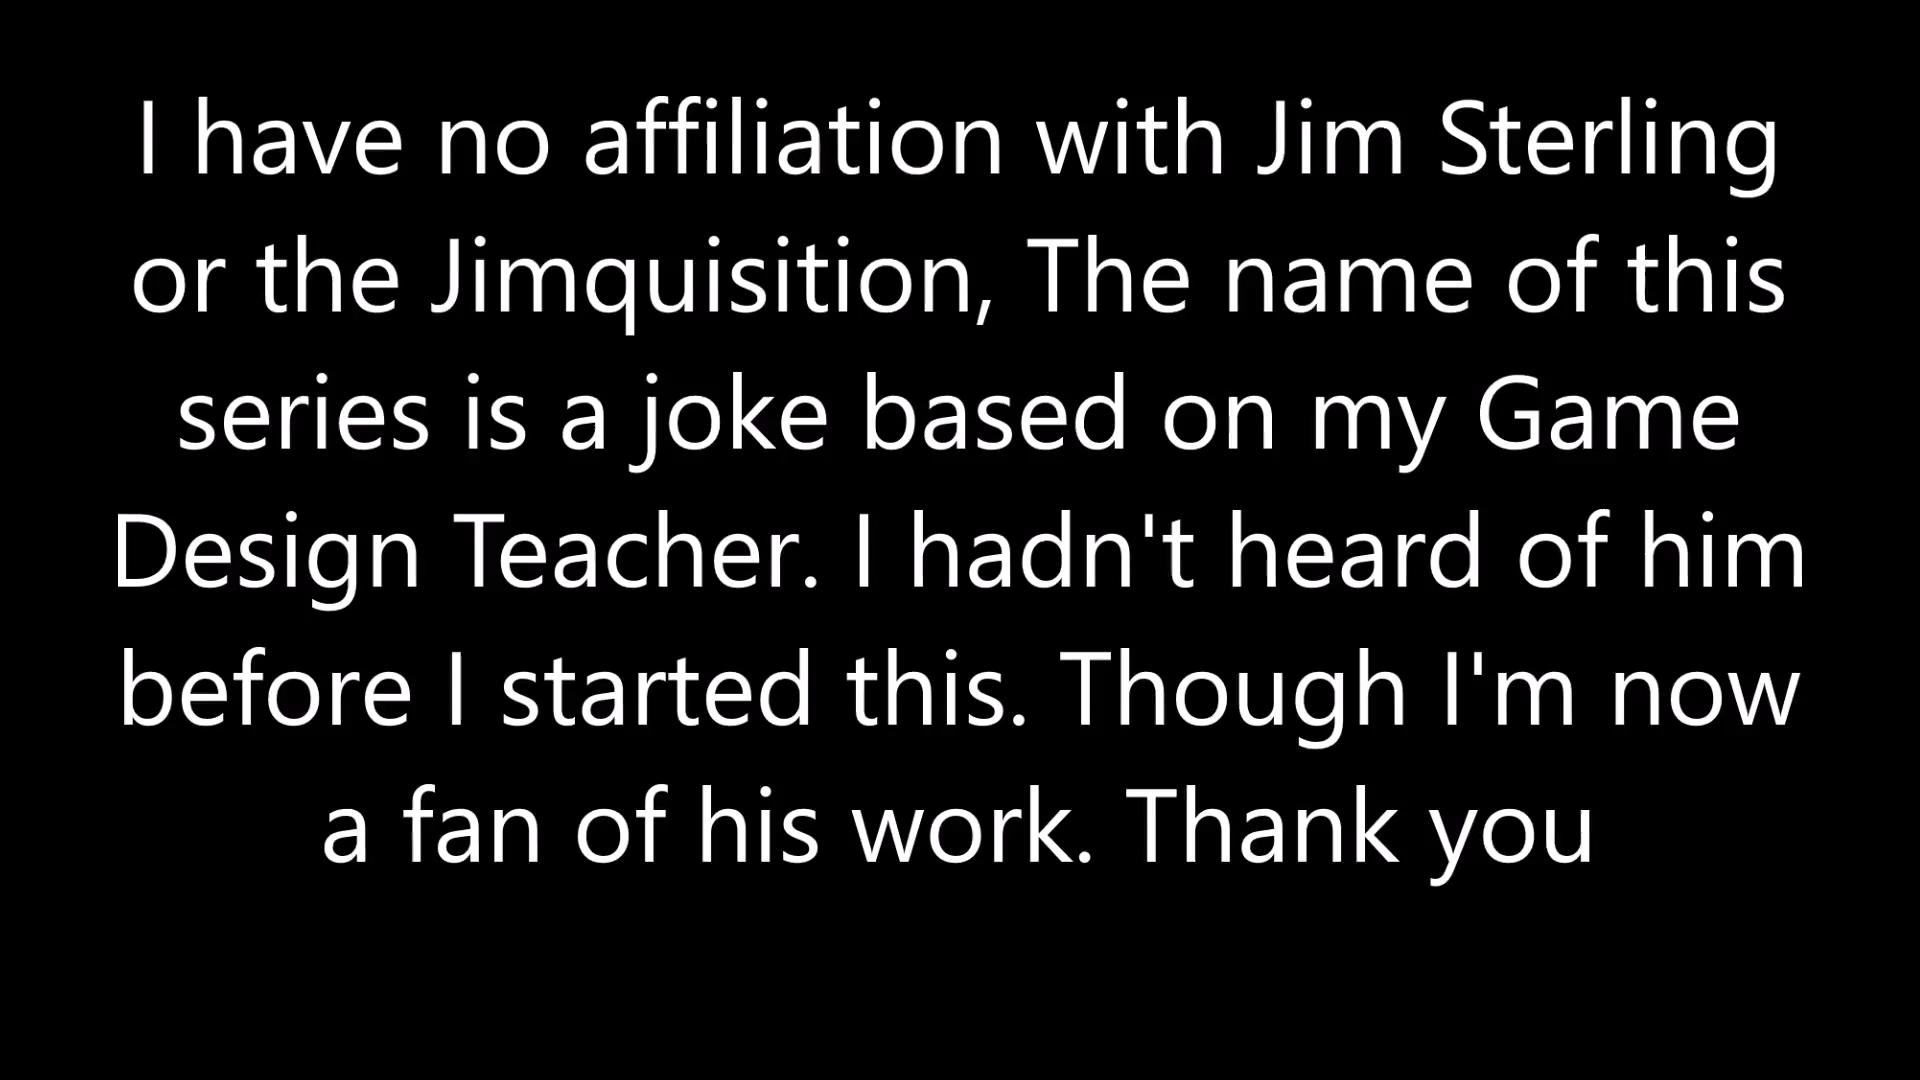 I have no affiliation with Jim Sterling
or the Jimquisition, The name of this
series is a joke based on my Game
Design Teacher. I hadn't heard of him
before I started this. Though I'm now
a fan of his work. Thank you